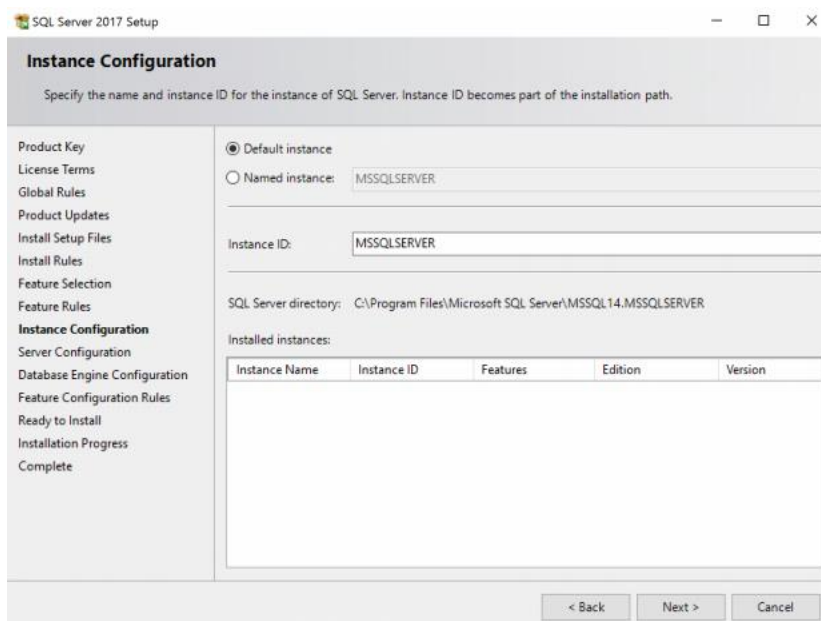 SQL Server 2017 Setup
Instance Configuration
Specify the name and instance ID for the instance of SQL Server. Instance ID becomes part of the installation path.
Product Key
License Terms
Global Rules
Product Updates
Install Setup Files
Install Rules
Feature Selection
Feature Rules
Instance Configuration
Server Configuration
Database Engine Configuration
Feature Configuration Rules
Ready to Install
Installation Progress
Complete
Default instance
Named instance: MSSQLSERVER
Instance ID: MSSQLSERVER
SQL Server directory: C:\Program Files\Microsoft SQL Server\MSSQL14.MSSQLSERVER
Installed instances:
Instance Name Instance ID Features Edition Version
< Back Next > Cancel